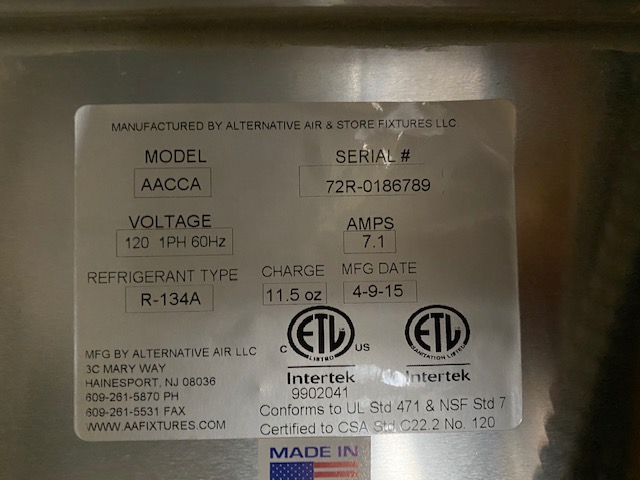 MANUFACTURED BY ALTERNATIVE AIR & STORE FIXTURES LLC.
MODEL SERIAL #
AACCA 72R-0186789
VOLTAGE AMPS
120 1PH 60Hz 7.1
REFRIGERANT TYPE CHARGE MFG DATE
R-134A 11.5 oz 4-9-15
ETL ETL
C LISTED US SANITATION LISTED
MFG BY ALTERNATIVE AIR LLC
3C MARY WAY
HAINESPORT, NJ 08036
609-261-5870 PH
609-261-5531 FAX
WWW.AAFIXTURES.COM
Intertek Intertek
9902041
Conforms to UL Std 471 & NSF Std 7
Certified to CSA Std C22.2 No. 120
MADE IN